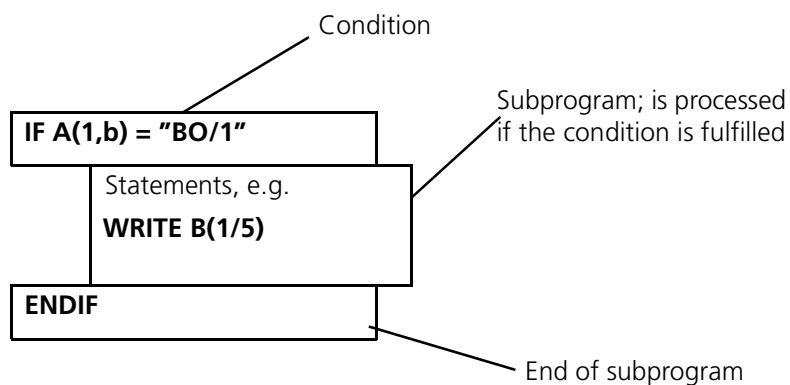 Condition
IF A(1,b) = ”BO/1”
Subprogram; is processed
if the condition is fulfilled
Statements, e.g.
WRITE B(1/5)
ENDIF
End of subprogram